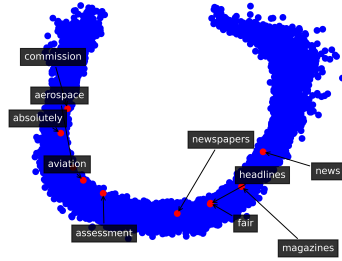 commission
aerospace
absolutely
newspapers
aviation
news
headlines
assessment
fair
magazines